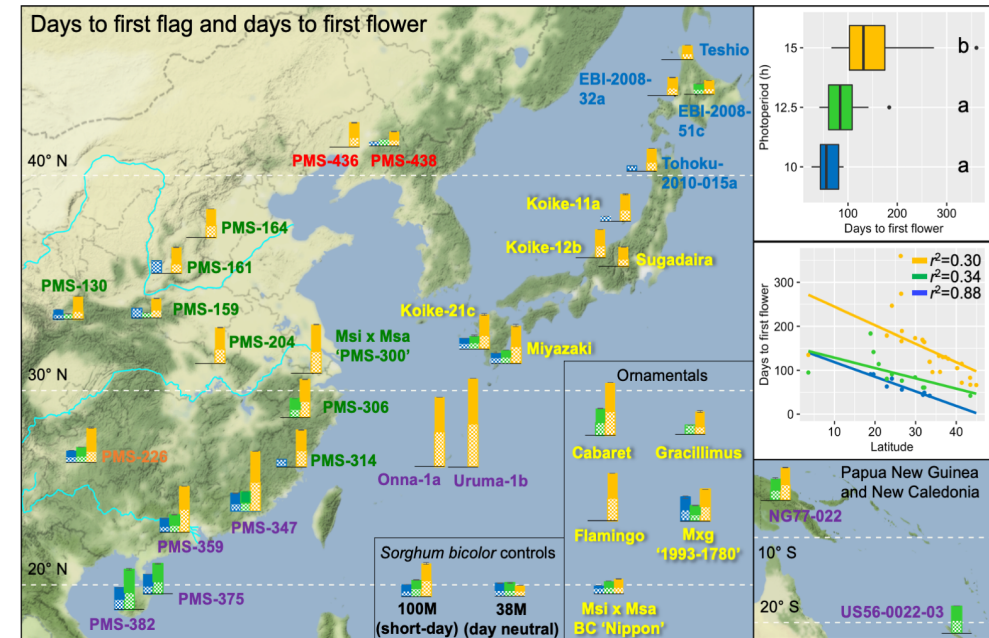 Days to first flag and days to first flower
Teshio
EBI-2008-
32a
EBI-2008-
51c
PMS-436
PMS-438
40° N
Tohoku-
2010-015a
Koike-11a
PMS-164
Koike-12b
Sugadaira
PMS-161
PMS-130
PMS-159
Koike-21c
PMS-204
Msi x Msa
'PMS-300'
Miyazaki
30° N
PMS-306
PMS-226
PMS-314
Onna-1a
Uruma-1b
PMS-347
PMS-359
20° N
PMS-375
PMS-382
Sorghum bicolor controls
100M
(short-day)
38M
(day neutral)
Ornamentals
Cabaret
Gracillimus
Flamingo
Mxg
'1993-1780'
Msi x Msa
BC 'Nippon'
Photoperiod (h)
15
12.5
10
b
a
a
100
200
300
Days to first flower
Days to first flower
300
200
100
0
r²=0.30
r²=0.34
r²=0.88
10
20
30
40
Latitude
Papua New Guinea
and New Caledonia
NG77-022
10° S
20° S
US56-0022-03